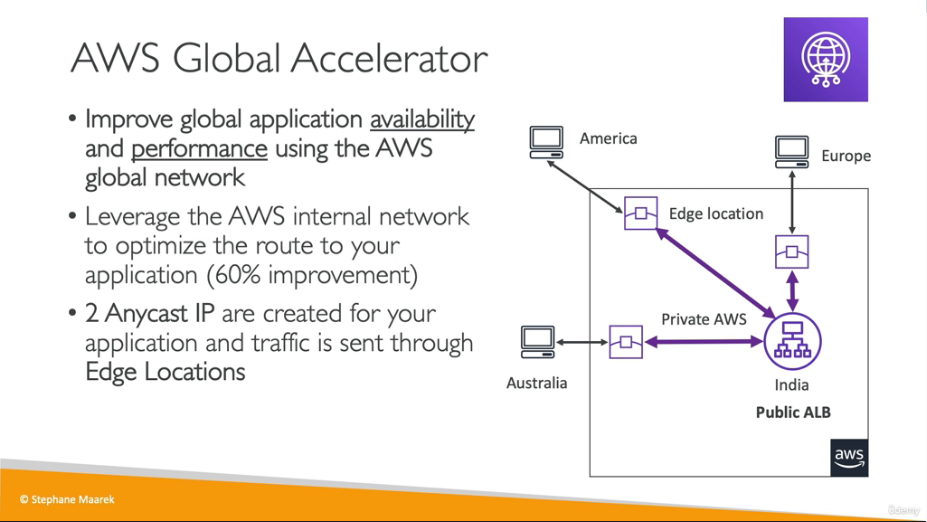 AWS Global Accelerator
• Improve global application availability
and performance using the AWS
global network
• Leverage the AWS internal network
to optimize the route to your
application (60% improvement)
• 2 Anycast IP are created for your
application and traffic is sent through
Edge Locations
America
Europe
Edge location
Private AWS
Australia
India
Public ALB
aws
© Stephane Maarek
Udemy